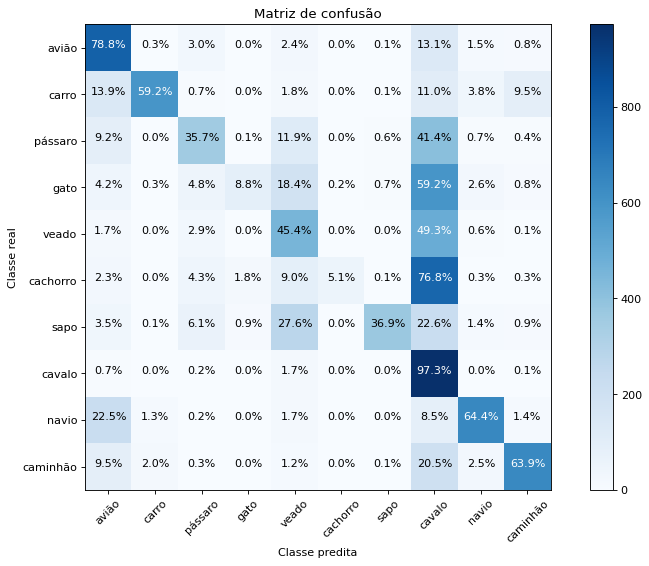 Matriz de confusão
avião 78.8% 0.3% 3.0% 0.0% 2.4% 0.0% 0.1% 13.1% 1.5% 0.8%
carro 13.9% 59.2% 0.7% 0.0% 1.8% 0.0% 0.1% 11.0% 3.8% 9.5%
pássaro 9.2% 0.0% 35.7% 0.1% 11.9% 0.0% 0.6% 41.4% 0.7% 0.4%
gato 4.2% 0.3% 4.8% 8.8% 18.4% 0.2% 0.7% 59.2% 2.6% 0.8%
veado 1.7% 0.0% 2.9% 0.0% 45.4% 0.0% 0.0% 49.3% 0.6% 0.1%
cachorro 2.3% 0.0% 4.3% 1.8% 9.0% 5.1% 0.1% 76.8% 0.3% 0.3%
sapo 3.5% 0.1% 6.1% 0.9% 27.6% 0.0% 36.9% 22.6% 1.4% 0.9%
cavalo 0.7% 0.0% 0.2% 0.0% 1.7% 0.0% 0.0% 97.3% 0.0% 0.1%
navio 22.5% 1.3% 0.2% 0.0% 1.7% 0.0% 0.0% 8.5% 64.4% 1.4%
caminhão 9.5% 2.0% 0.3% 0.0% 1.2% 0.0% 0.1% 20.5% 2.5% 63.9%
avião carro pássaro gato veado cachorro sapo cavalo navio caminhão
Classe predita
Classe real
800
600
400
200
0